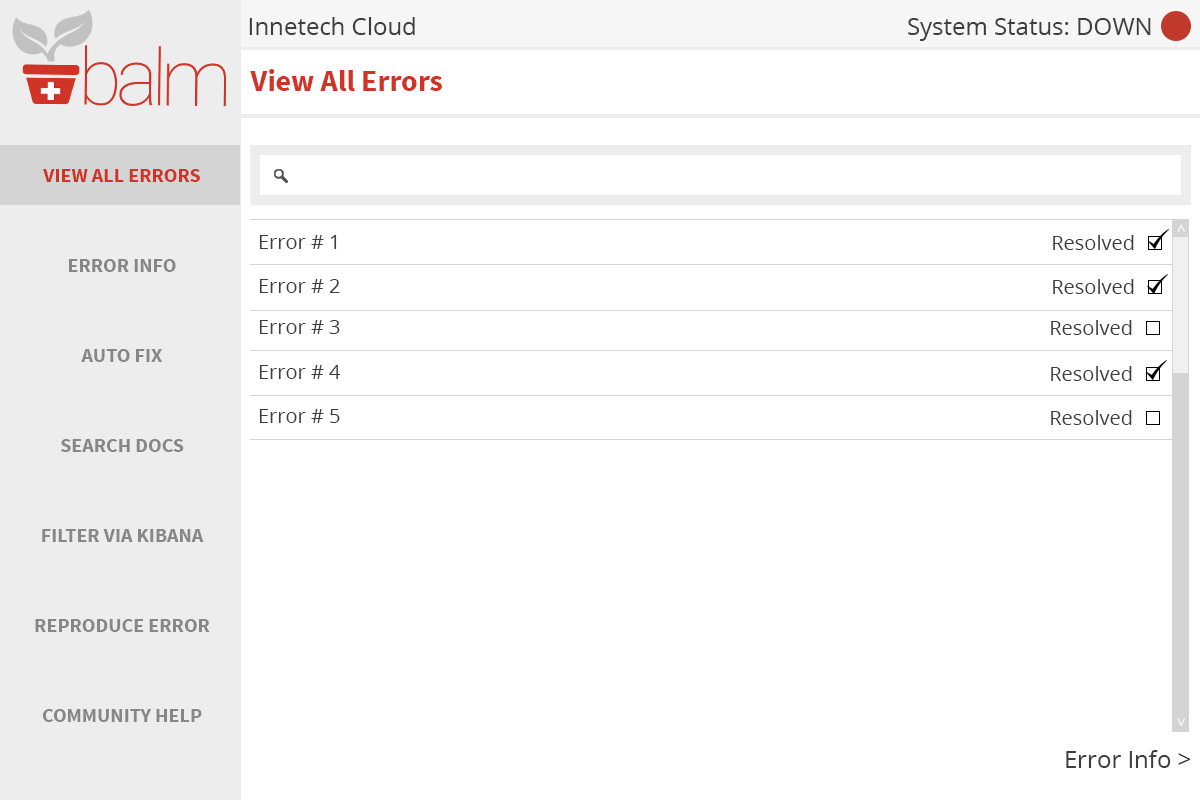 balm
Innetech Cloud
System Status: DOWN
View All Errors
VIEW ALL ERRORS
ERROR INFO
AUTO FIX
SEARCH DOCS
FILTER VIA KIBANA
REPRODUCE ERROR
COMMUNITY HELP
Error # 1 Resolved
Error # 2 Resolved
Error # 3 Resolved
Error # 4 Resolved
Error # 5 Resolved
Error Info >